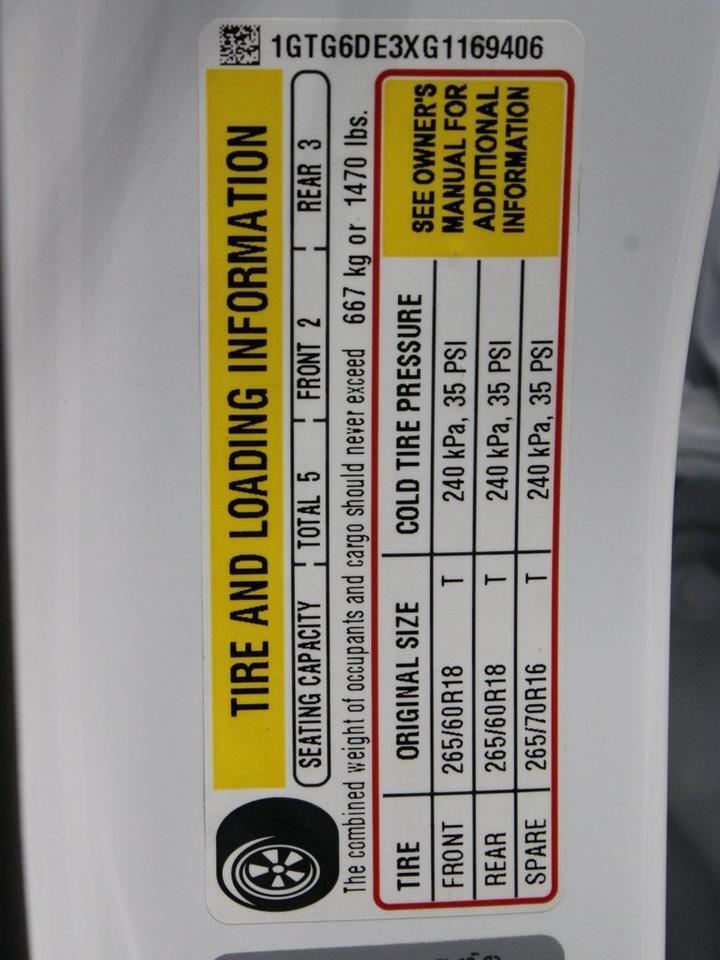 1GTG6DE3XG1169406
TIRE AND LOADING INFORMATION
SEATING CAPACITY TOTAL 5 FRONT 2 REAR 3
The combined weight of occupants and cargo should never exceed 667 kg or 1470 lbs.
TIRE ORIGINAL SIZE COLD TIRE PRESSURE
FRONT 265/60R18 T 240 kPa, 35 PSI
REAR 265/60R18 T 240 kPa, 35 PSI
SPARE 265/70R16 T 240 kPa, 35 PSI
SEE OWNER'S
MANUAL FOR
ADDITIONAL
INFORMATION